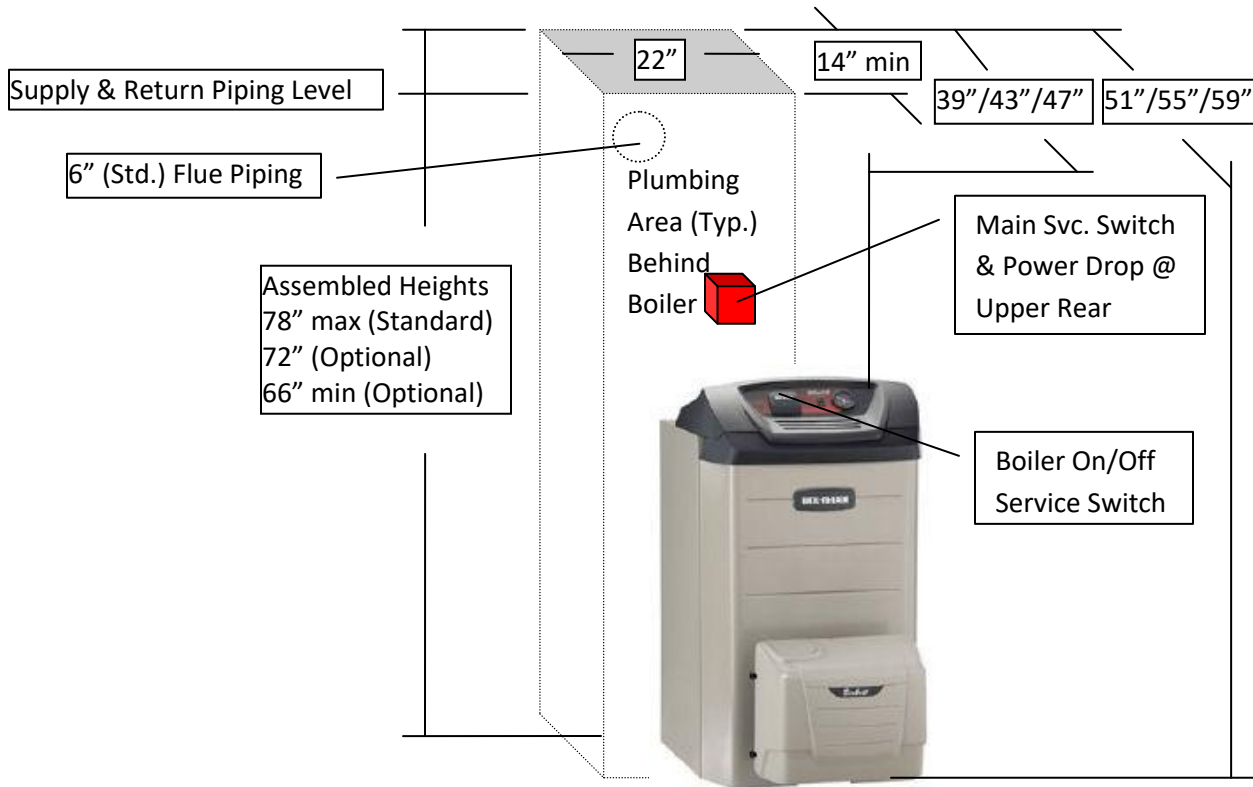 22”
14” min
Supply & Return Piping Level
39”/43”/47”
51”/55”/59”
6” (Std.) Flue Piping
Plumbing
Area (Typ.)
Behind
Boiler
Main Svc. Switch
& Power Drop @
Upper Rear
Assembled Heights
78” max (Standard)
72” (Optional)
66” min (Optional)
Boiler On/Off
Service Switch
WEIL-McLAIN